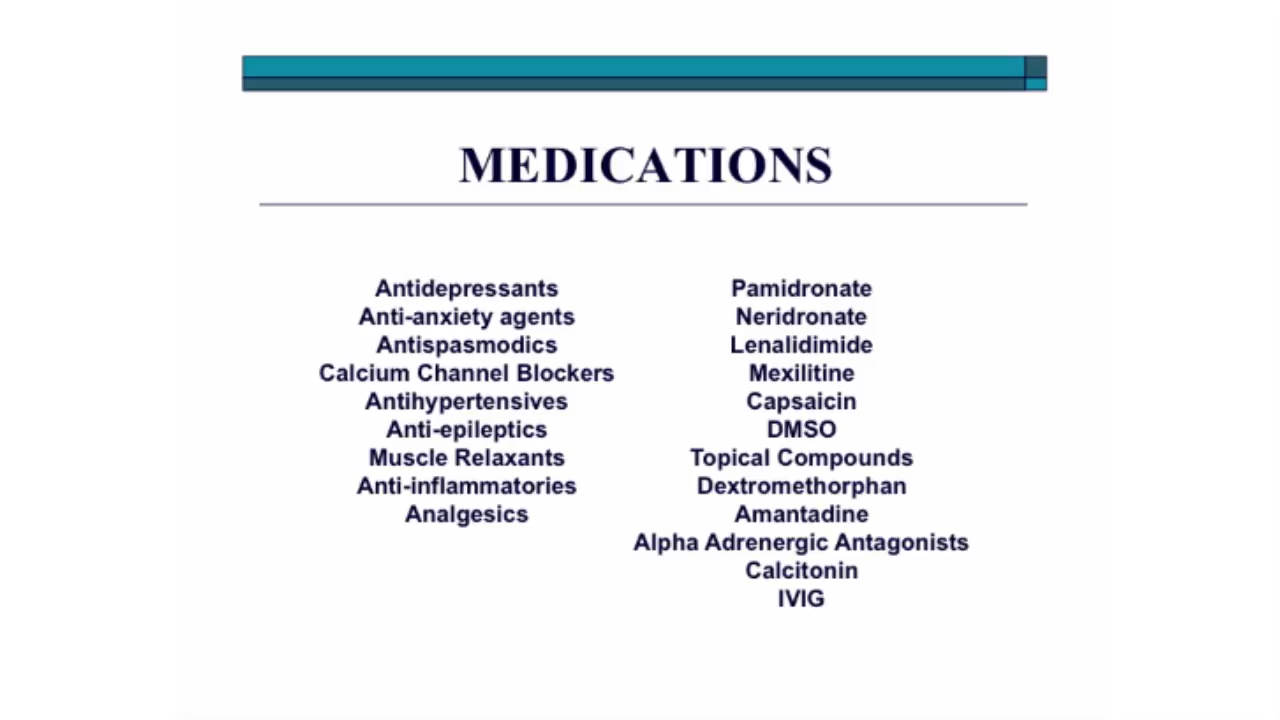 MEDICATIONS
Antidepressants
Anti-anxiety agents
Antispasmodics
Calcium Channel Blockers
Antihypertensives
Anti-epileptics
Muscle Relaxants
Anti-inflammatories
Analgesics
Pamidronate
Neridronate
Lenalidimide
Mexilitine
Capsaicin
DMSO
Topical Compounds
Dextromethorphan
Amantadine
Alpha Adrenergic Antagonists
Calcitonin
IVIG